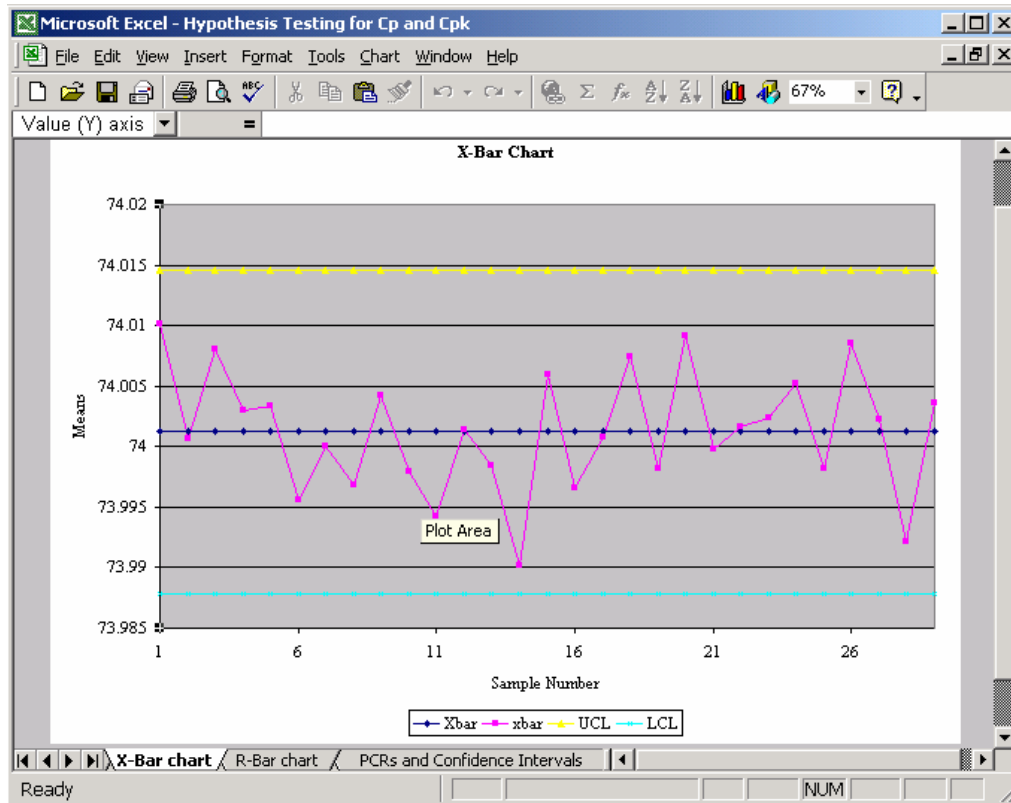 Microsoft Excel - Hypothesis Testing for Cp and Cpk
File Edit View Insert Format Tools Chart Window Help
67%
Value (Y) axis =
X-Bar Chart
74.02
74.015
74.01
74.005
74
73.995
73.99
73.985
Means
Plot Area
1 6 11 16 21 26
Sample Number
Xbar xbar UCL LCL
X-Bar chart R-Bar chart PCRs and Confidence Intervals
Ready NUM